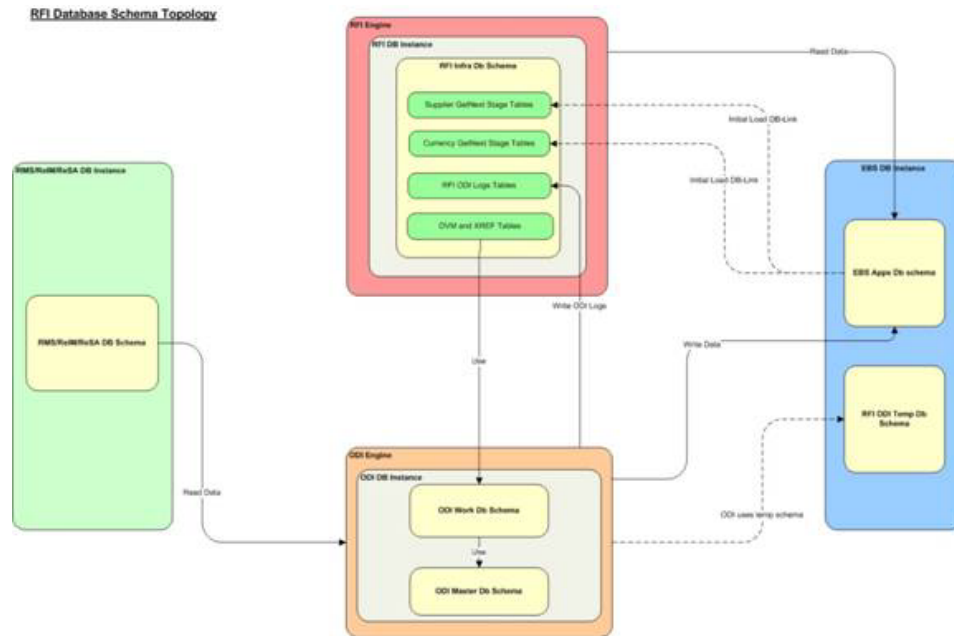 RFI Database Schema Topology
RFI Engine
RFI DB Instance
RFI Infra Db Schema
Supplier GetNext Stage Tables
Currency GetNext Stage Tables
RFI ODI Logs Tables
DVM and XREF Tables
Read Data
Initial Load DB-Link
Initial Load DB-Link
RMS/ReIM/ReSA DB Instance
RMS/ReIM/ReSA DB Schema
EBS DB Instance
EBS Apps Db schema
Write ODI Logs
Use
Write Data
RFI ODI Temp Db
Schema
ODI Engine
ODI DB Instance
ODI Work Db Schema
Read Data
ODI uses temp schema
Use
ODI Master Db Schema